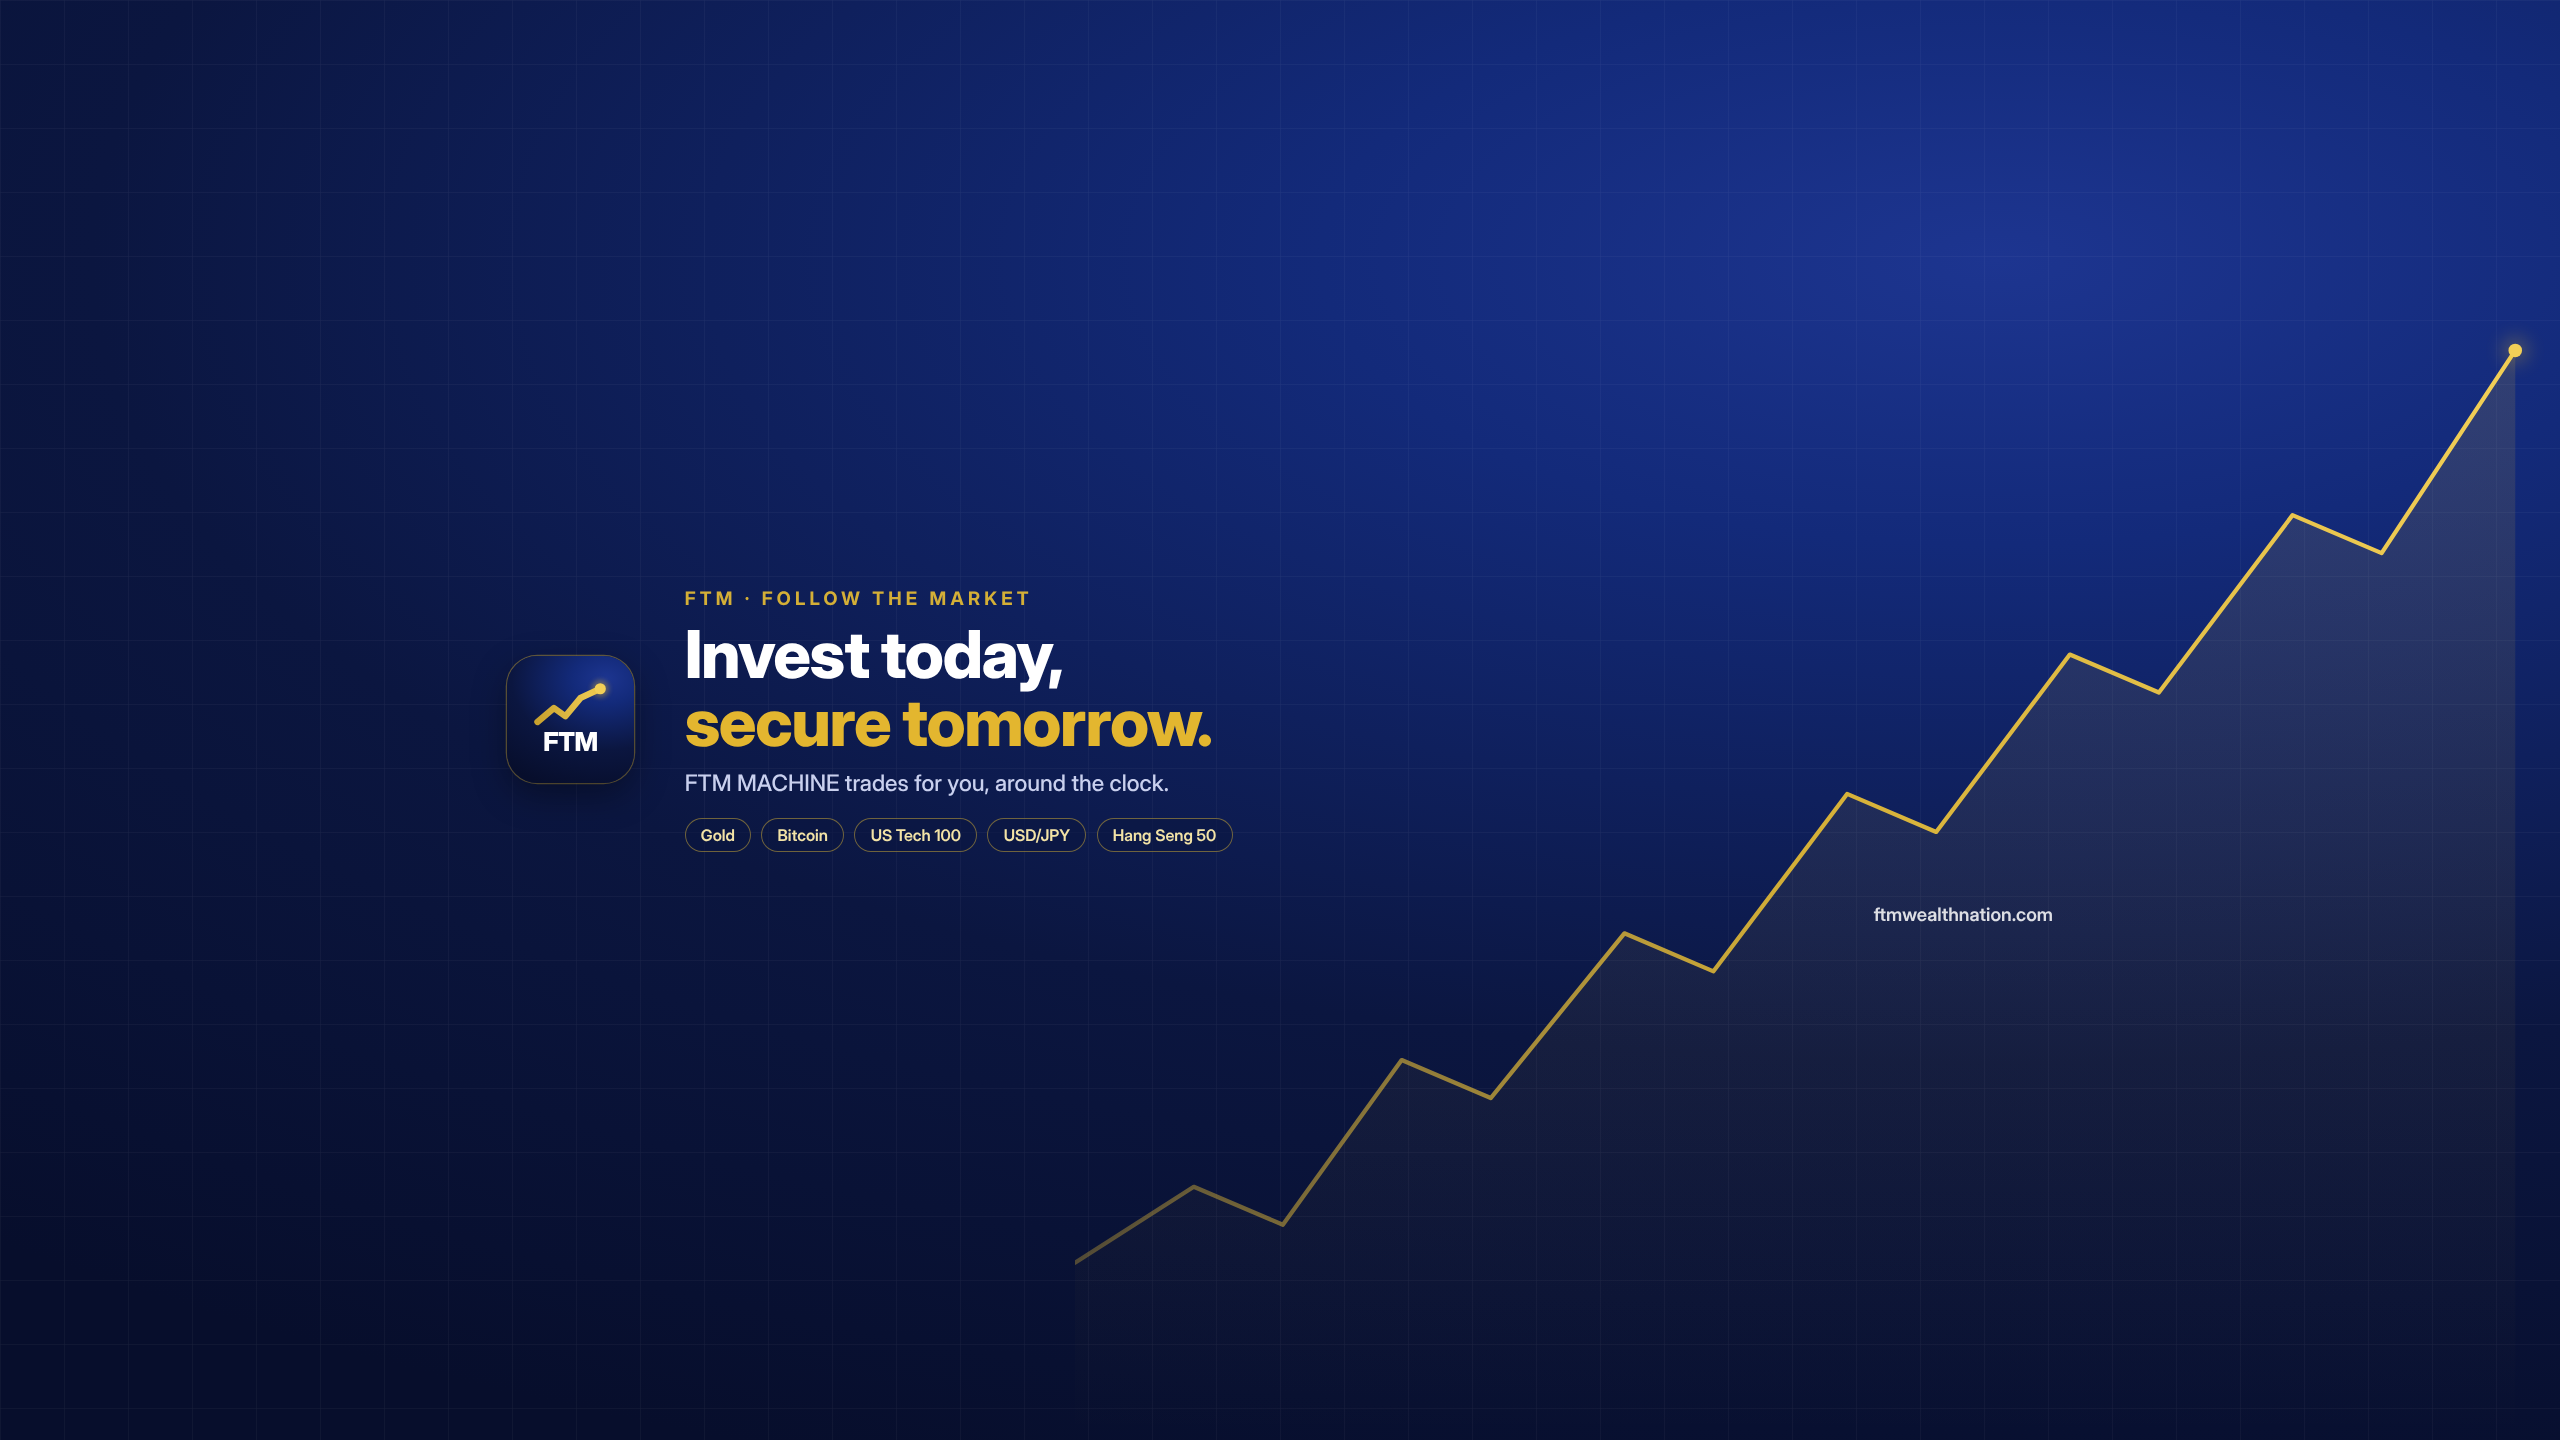 FTM
FTM · FOLLOW THE MARKET
Invest today,
secure tomorrow.
FTM MACHINE trades for you, around the clock.
Gold Bitcoin US Tech 100 USD/JPY Hang Seng 50
ftmwealthnation.com